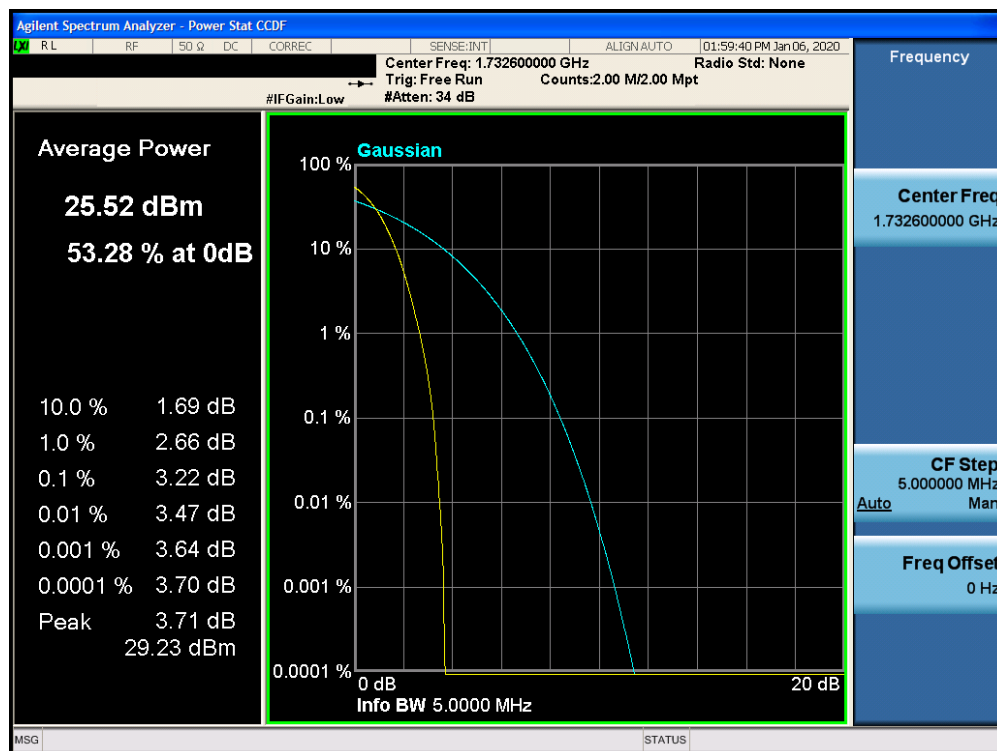 Agilent Spectrum Analyzer - Power Stat CCDF
LXI RL RF 50 Ω DC CORREC SENSE:INT ALIGN AUTO 01:59:40 PM Jan 06, 2020
Center Freq: 1.732600000 GHz Radio Std: None
Trig: Free Run Counts:2.00 M/2.00 Mpt
#IFGain:Low #Atten: 34 dB
Average Power
25.52 dBm
53.28 % at 0dB
10.0 % 1.69 dB
1.0 % 2.66 dB
0.1 % 3.22 dB
0.01 % 3.47 dB
0.001 % 3.64 dB
0.0001 % 3.70 dB
Peak 3.71 dB
29.23 dBm
Gaussian
100 %
10 %
1 %
0.1 %
0.01 %
0.001 %
0.0001 %
0 dB 20 dB
Info BW 5.0000 MHz
Frequency
Center Freq
1.732600000 GHz
CF Step
5.000000 MHz
Auto Man
Freq Offset
0 Hz
MSG STATUS